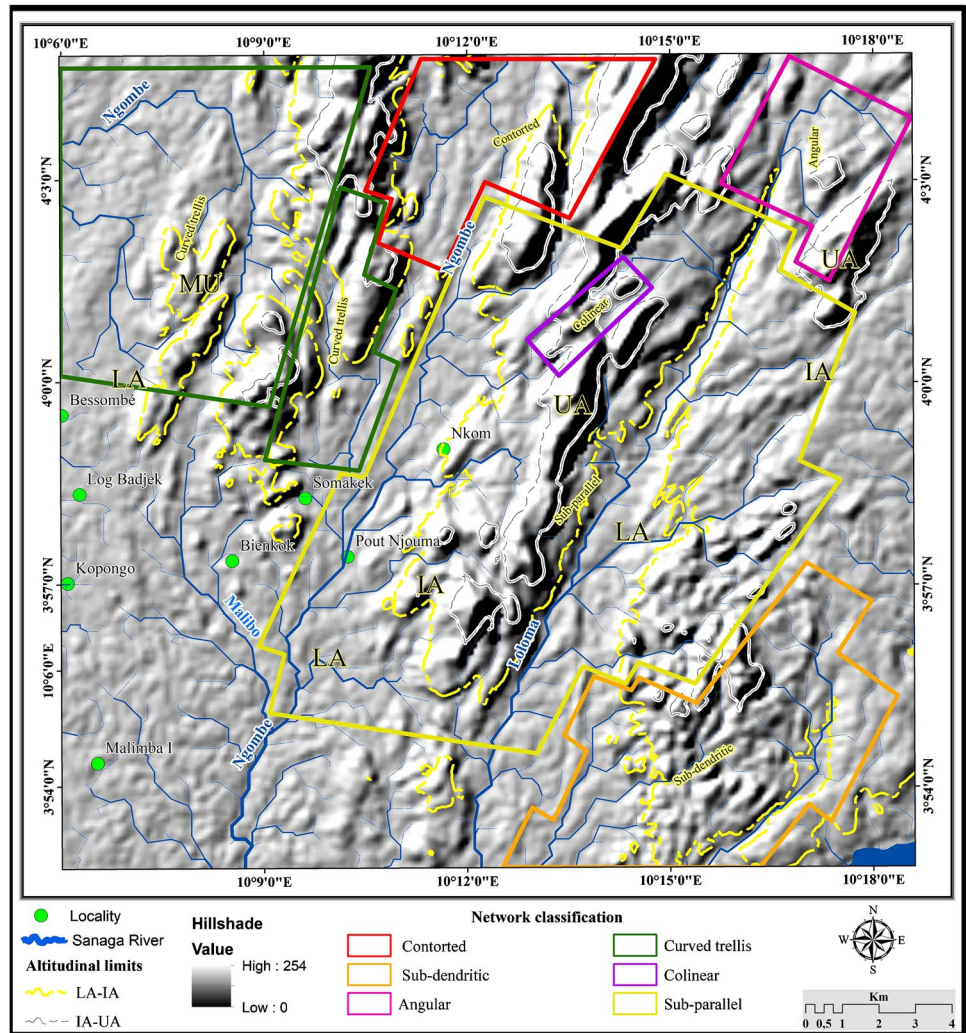 10°6'0"E
10°9'0"E
10°12'0"E
10°15'0"E
10°18'0"E
Ngombe
Contorted
Angular
4°3'0"N
4°3'0"N
Curved trellis
Ngombe
MU
UA
Curved trellis
Colinear
LA
IA
4°0'0"N
4°0'0"N
Bessombé
UA
Nkom
Log Badjek
Somakek
Sub-parallel
LA
Bienkok
Pout Njouma
Kopongo
IA
3°57'0"N
3°57'0"N
Malibo
Loloma
LA
10°6'0"E
Ngombe
Malimba I
Sub-dendritic
3°54'0"N
3°54'0"N
10°9'0"E
10°12'0"E
10°15'0"E
10°18'0"E
Locality
Sanaga River
Altitudinal limits
LA-IA
IA-UA
Hillshade
Value
High : 254
Low : 0
Network classification
Contorted
Sub-dendritic
Angular
Curved trellis
Colinear
Sub-parallel
N
W
E
S
Km
0 0,5 1 2 3 4